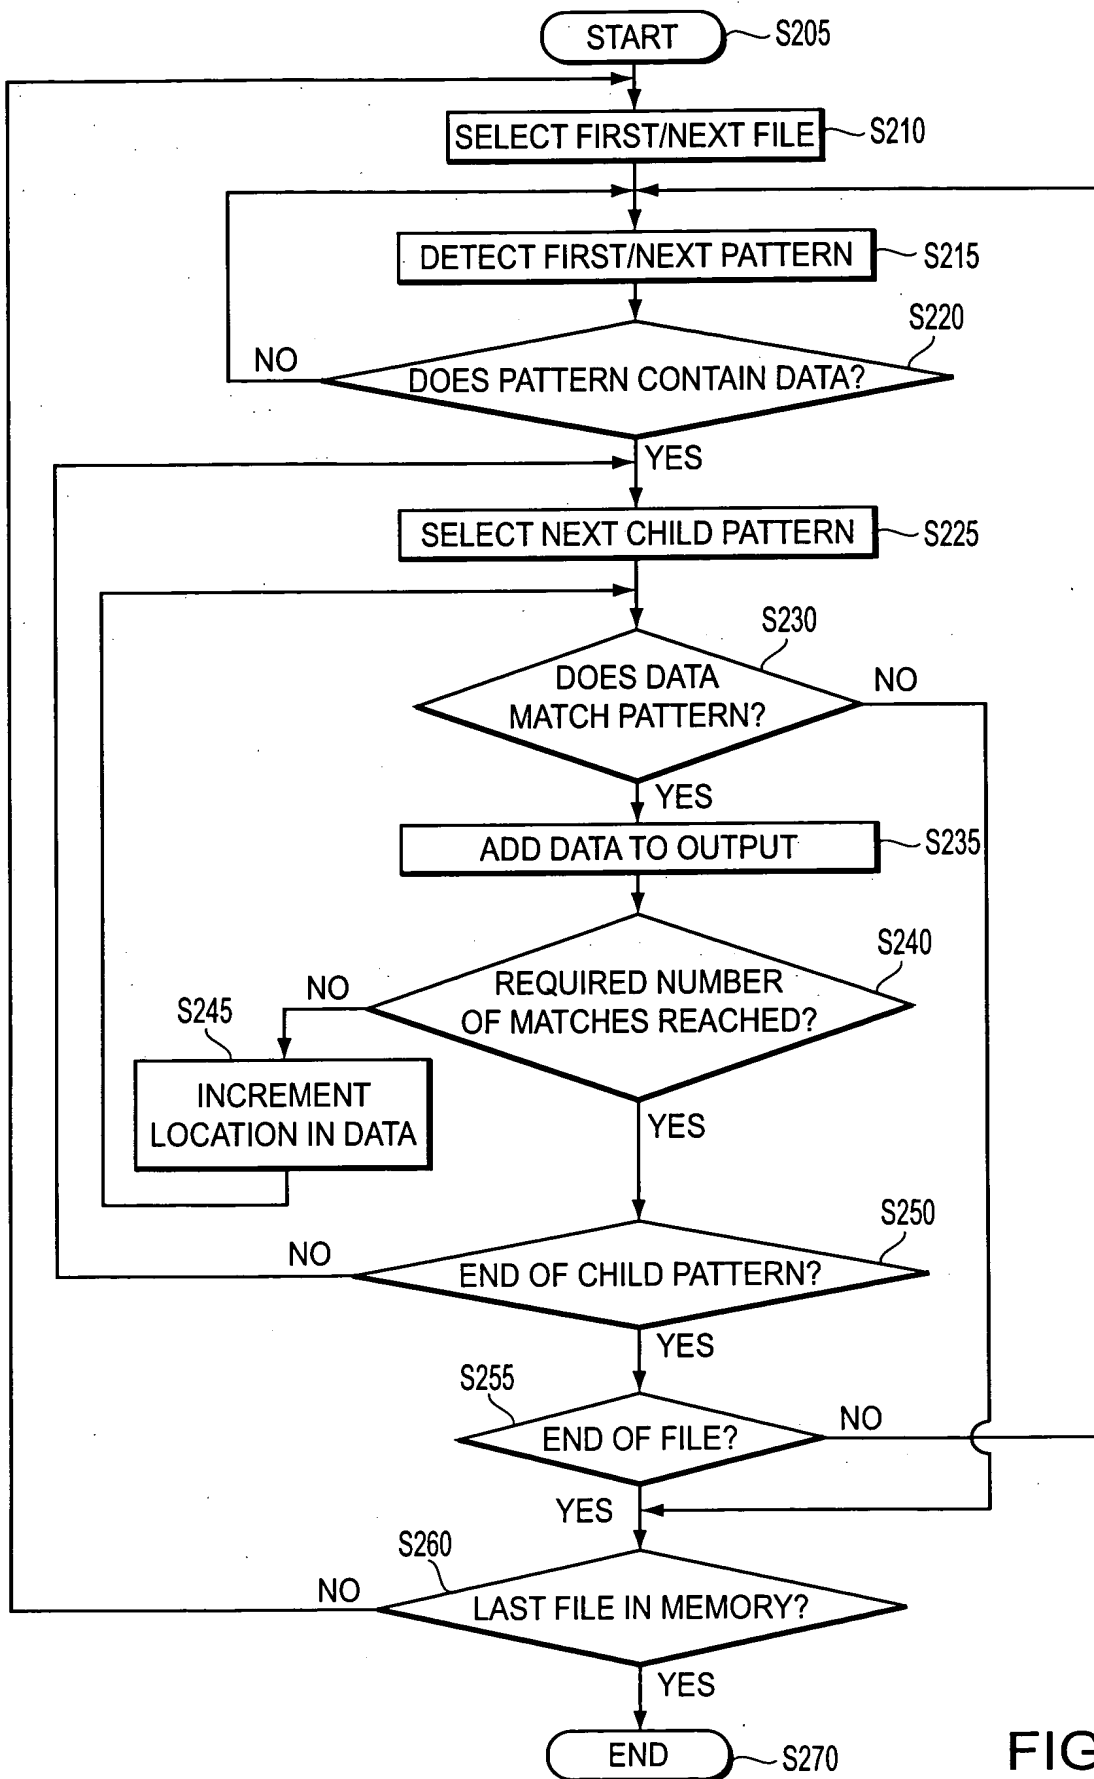 START
S205
SELECT FIRST/NEXT FILE
S210
DETECT FIRST/NEXT PATTERN
S215
S220
NO
DOES PATTERN CONTAIN DATA?
YES
SELECT NEXT CHILD PATTERN
S225
S230
DOES DATA
MATCH PATTERN?
NO
YES
ADD DATA TO OUTPUT
S235
S240
REQUIRED NUMBER
OF MATCHES REACHED?
NO
S245
INCREMENT
LOCATION IN DATA
YES
S250
NO
END OF CHILD PATTERN?
YES
S255
END OF FILE?
NO
YES
S260
NO
LAST FILE IN MEMORY?
YES
END
S270
FIG